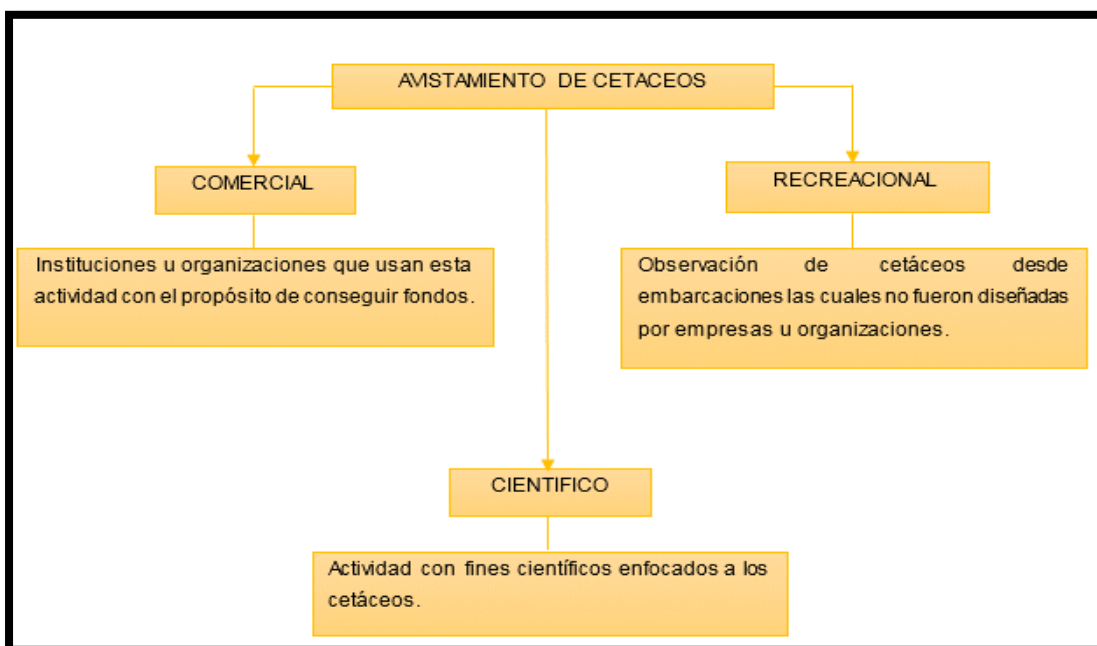 AVISTAMIENTO DE CETACEOS
COMERCIAL
Instituciones u organizaciones que usan esta
actividad con el propósito de conseguir fondos.
RECREACIONAL
Observación de cetáceos desde
embarcaciones las cuales no fueron diseñadas
por empresas u organizaciones.
CIENTIFICO
Actividad con fines científicos enfocados a los
cetáceos.